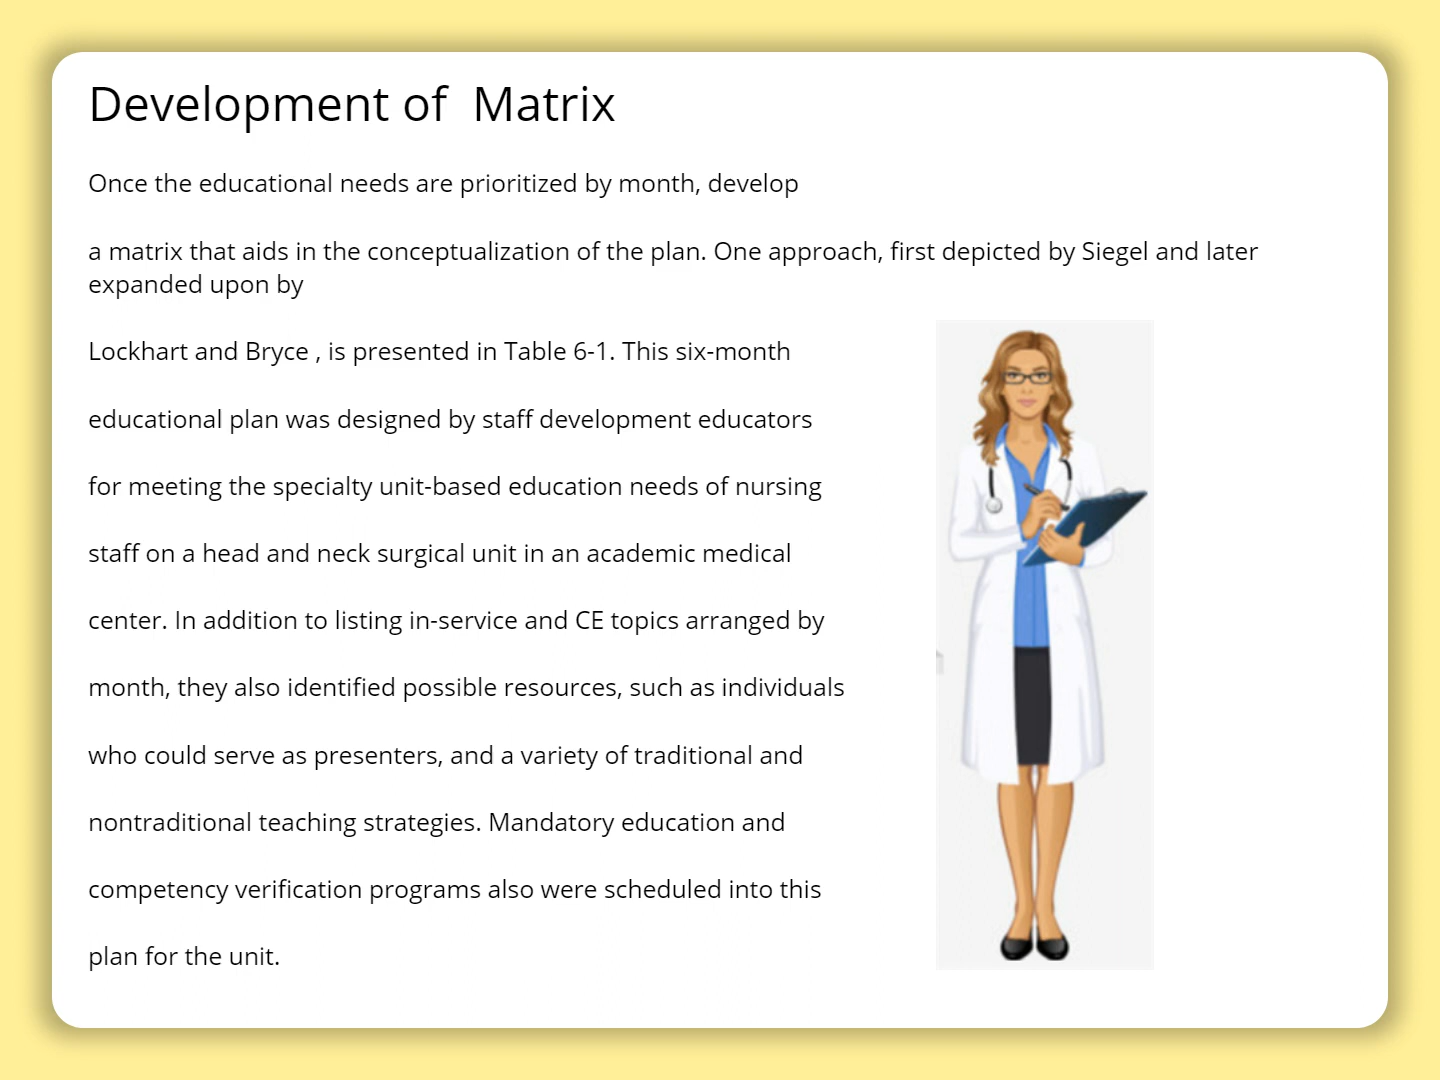 Development of  Matrix
Once the educational needs are prioritized by month, develop
a matrix that aids in the conceptualization of the plan. One approach, first depicted by Siegel and later
expanded upon by
Lockhart and Bryce , is presented in Table 6-1. This six-month
educational plan was designed by staff development educators
for meeting the specialty unit-based education needs of nursing
staff on a head and neck surgical unit in an academic medical
center. In addition to listing in-service and CE topics arranged by
month, they also identified possible resources, such as individuals
who could serve as presenters, and a variety of traditional and
nontraditional teaching strategies. Mandatory education and
competency verification programs also were scheduled into this
plan for the unit.